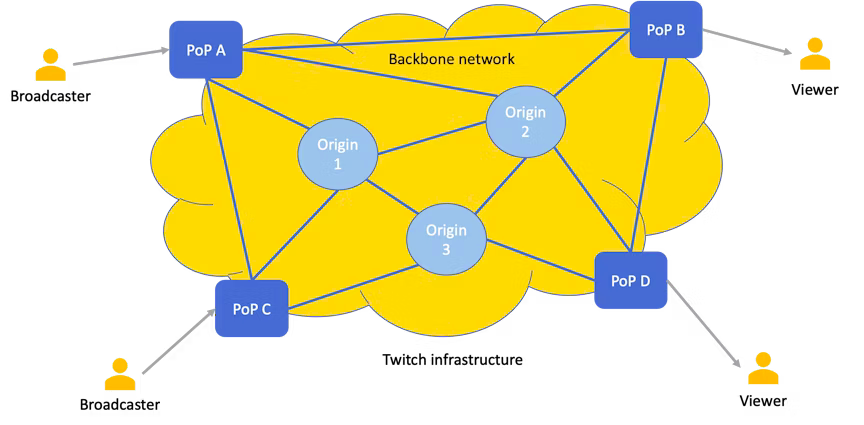 PoP A
PoP B
Backbone network
Broadcaster
Viewer
Origin
2
Origin
1
Origin
3
PoP D
PoP C
Twitch infrastructure
Broadcaster
Viewer